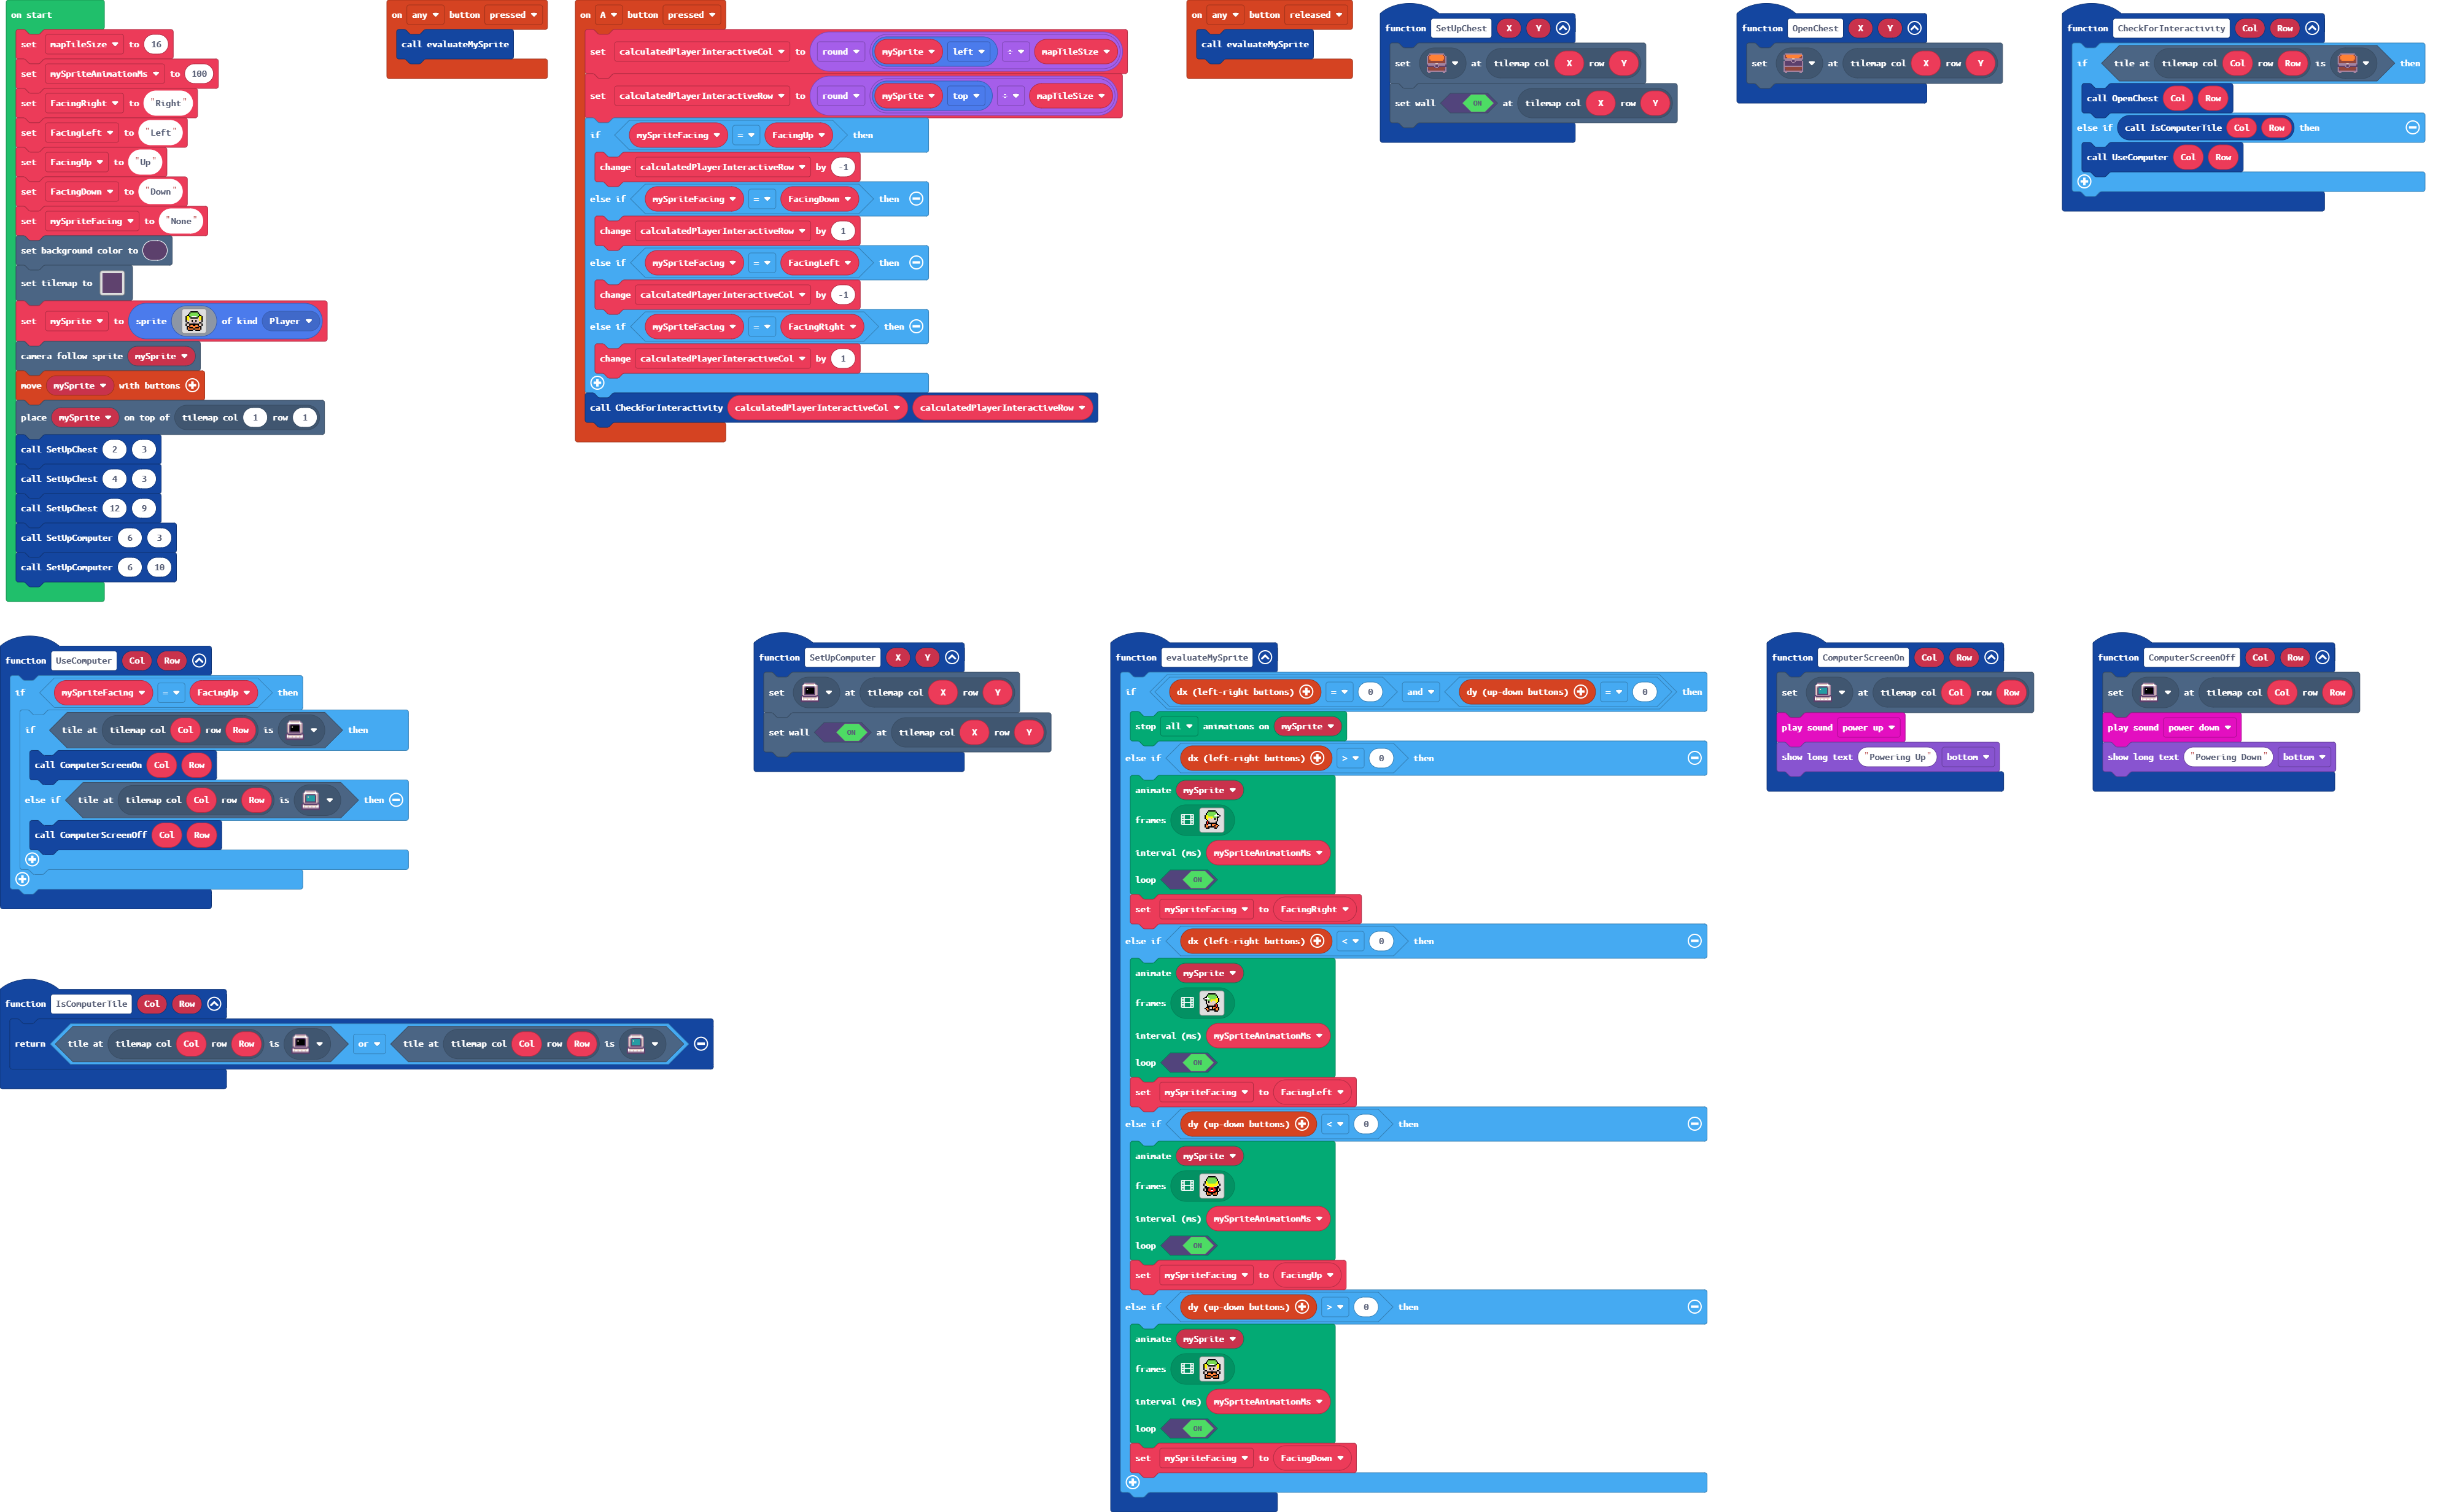 on start
set mapTileSize to 16
set mySpriteAnimationMs to 100
set FacingRight to "Right"
set FacingLeft to "Left"
set FacingUp to "Up"
set FacingDown to "Down"
set mySpriteFacing to "None"
set background color to
set tilemap to
set mySprite to sprite of kind Player
camera follow sprite mySprite
move mySprite with buttons
place mySprite on top of tilemap col 1 row 1
call SetUpChest 2 3
call SetUpChest 4 3
call SetUpChest 12 9
call SetUpComputer 6 3
call SetUpComputer 6 10
on any button pressed
call evaluateMySprite
on A button pressed
set calculatedPlayerInteractiveCol to round mySprite left ÷ mapTileSize
set calculatedPlayerInteractiveRow to round mySprite top ÷ mapTileSize
if mySpriteFacing = FacingUp then
change calculatedPlayerInteractiveRow by -1
else if mySpriteFacing = FacingDown then
change calculatedPlayerInteractiveRow by 1
else if mySpriteFacing = FacingLeft then
change calculatedPlayerInteractiveCol by -1
else if mySpriteFacing = FacingRight then
change calculatedPlayerInteractiveCol by 1
call CheckForInteractivity calculatedPlayerInteractiveCol calculatedPlayerInteractiveRow
on any button released
call evaluateMySprite
function SetUpChest X Y
set at tilemap col X row Y
set wall ON at tilemap col X row Y
function OpenChest X Y
set at tilemap col X row Y
function CheckForInteractivity Col Row
if tile at tilemap col Col row Row is then
call OpenChest Col Row
else if call IsComputerTile Col Row then
call UseComputer Col Row
function UseComputer Col Row
if mySpriteFacing = FacingUp then
if tile at tilemap col Col row Row is then
call ComputerScreenOn Col Row
else if tile at tilemap col Col row Row is then
call ComputerScreenOff Col Row
function SetUpComputer X Y
set at tilemap col X row Y
set wall ON at tilemap col X row Y
function evaluateMySprite
if dx (left-right buttons) = 0 and dy (up-down buttons) = 0 then
stop all animations on mySprite
else if dx (left-right buttons) > 0 then
animate mySprite
frames
interval (ms) mySpriteAnimationMs
loop ON
set mySpriteFacing to FacingRight
else if dx (left-right buttons) < 0 then
animate mySprite
frames
interval (ms) mySpriteAnimationMs
loop ON
set mySpriteFacing to FacingLeft
else if dy (up-down buttons) < 0 then
animate mySprite
frames
interval (ms) mySpriteAnimationMs
loop ON
set mySpriteFacing to FacingUp
else if dy (up-down buttons) > 0 then
animate mySprite
frames
interval (ms) mySpriteAnimationMs
loop ON
set mySpriteFacing to FacingDown
function ComputerScreenOn Col Row
set at tilemap col Col row Row
play sound power up
show long text "Powering Up" bottom
function ComputerScreenOff Col Row
set at tilemap col Col row Row
play sound power down
show long text "Powering Down" bottom
function IsComputerTile Col Row
return tile at tilemap col Col row Row is or tile at tilemap col Col row Row is